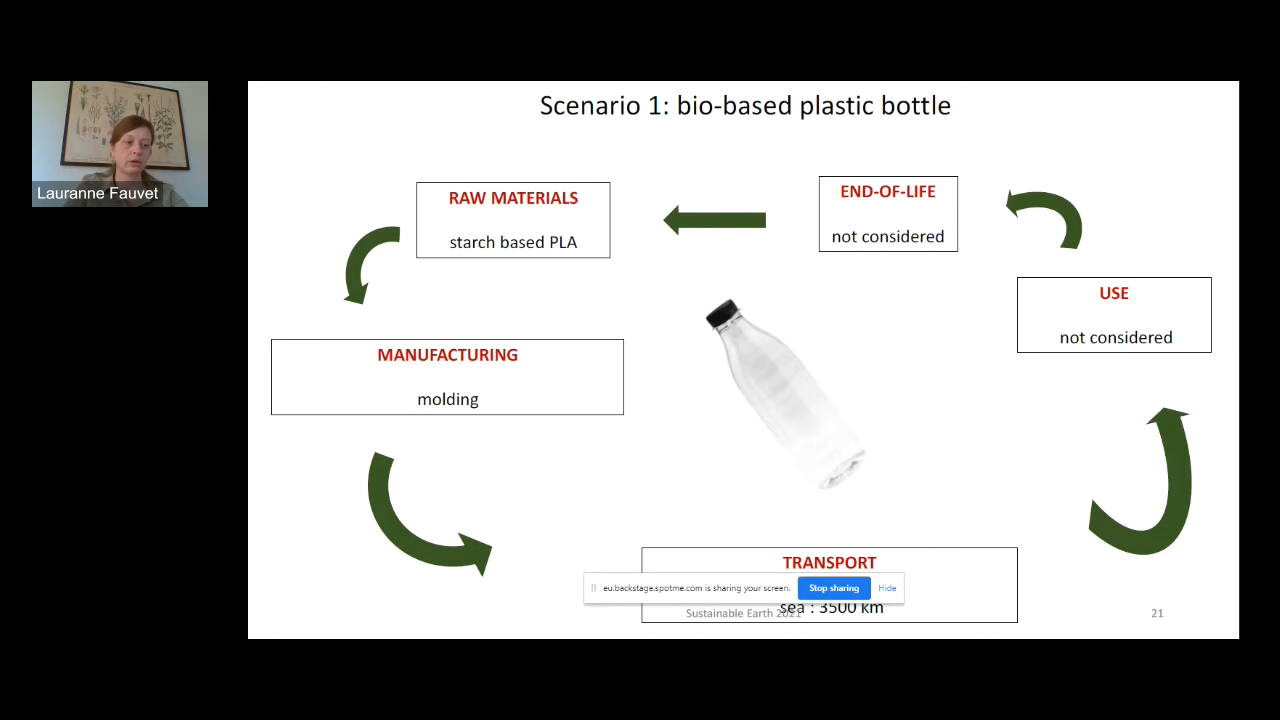 Scenario 1: bio-based plastic bottle
Lauranne Fauvet
RAW MATERIALS
starch based PLA
END-OF-LIFE
not considered
USE
not considered
MANUFACTURING
molding
TRANSPORT
eu.backstage.spotme.com is sharing your screen.
Stop sharing
Hide
sea : 3500 km
Sustainable Earth 2021
21